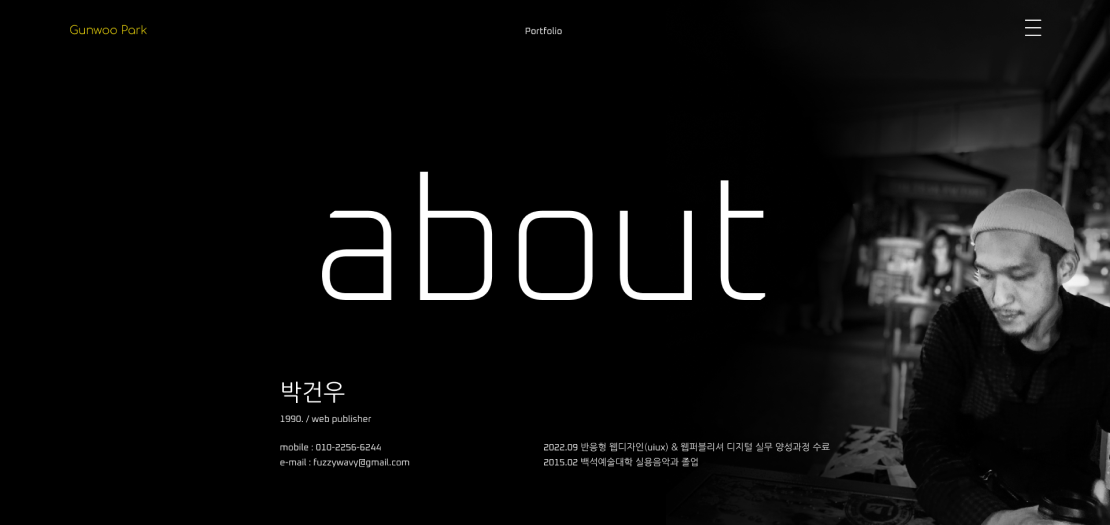 Gunwoo Park
Portfolio
about
박건우
1990. / web publisher
mobile : 010-2256-6244
e-mail : fuzzywavy@gmail.com
2022.09 반응형 웹디자인(uiux) & 웹퍼블리셔 디지털 실무 양성과정 수료
2015.02 백석예술대학 실용음악과 졸업